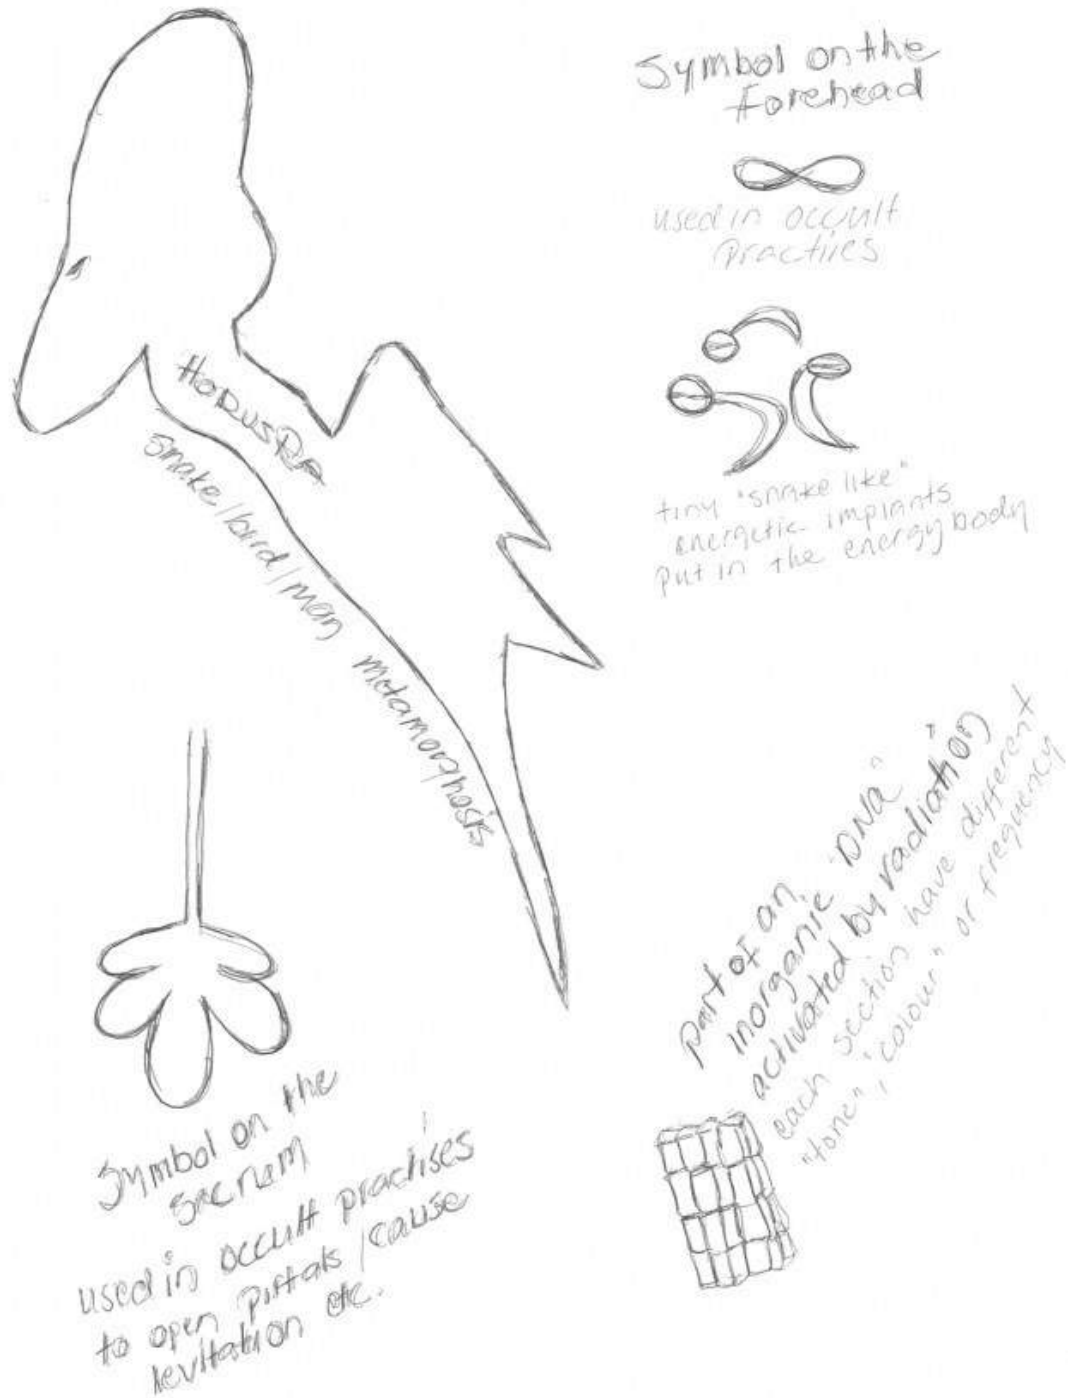 Symbol on the
Forehead
used in occult
practises
HORUSRA
snake/bird/man metamorphosis
tiny "snake like"
energetic implants
put in the energy body
part of an
inorganic "DNA"
activated by radiation
each section have different
"tone", "colour" or frequency
Symbol on the
sacrum
used in occult practises
to open portals /cause
levitation etc.